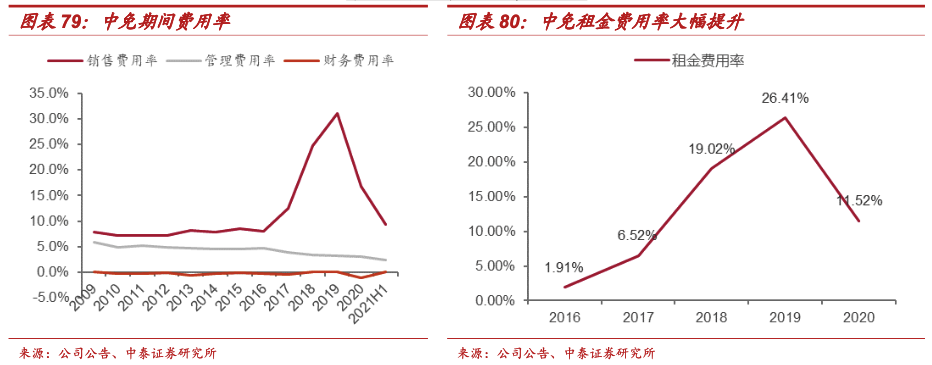 图表 79：中免期间费用率
销售费用率 管理费用率 财务费用率
35.0%
30.0%
25.0%
20.0%
15.0%
10.0%
5.0%
0.0%
-5.0%
2009 2010 2011 2012 2013 2014 2015 2016 2017 2018 2019 2020 2021H1
来源：公司公告、中泰证券研究所
图表 80：中免租金费用率大幅提升
租金费用率
30.00%
25.00%
20.00%
15.00%
10.00%
5.00%
0.00%
1.91%
6.52%
19.02%
26.41%
11.52%
2016 2017 2018 2019 2020
来源：公司公告、中泰证券研究所